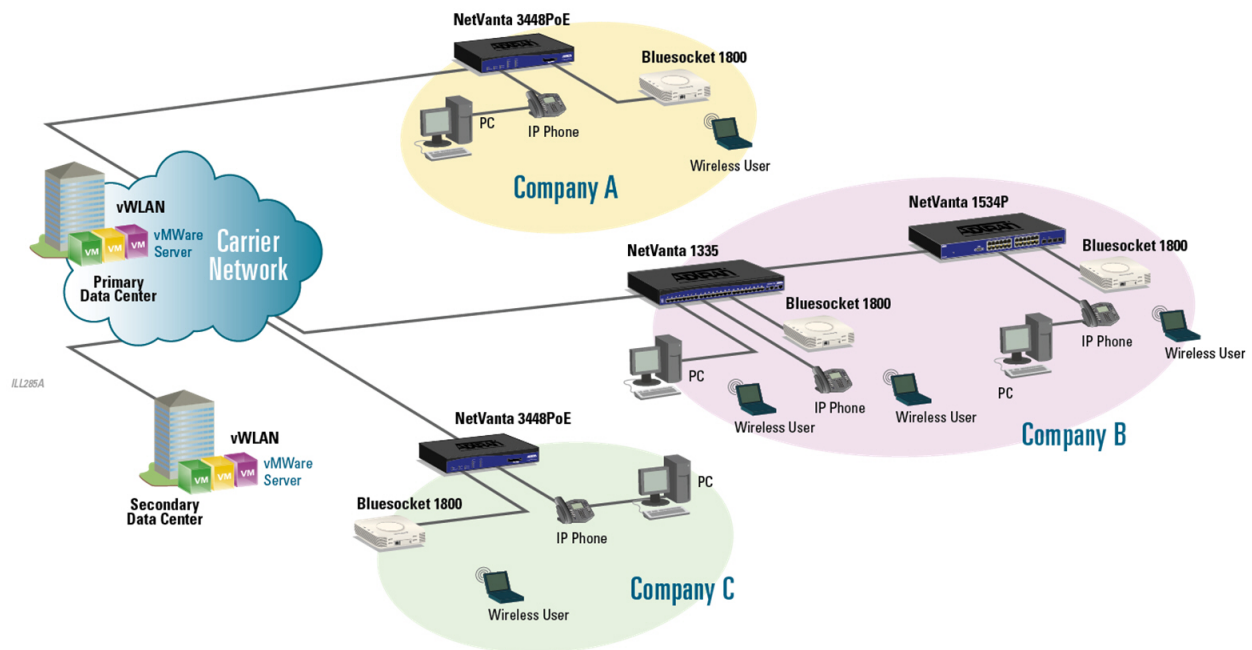 NetVanta 3448PoE
Bluesocket 1800
PC
IP Phone
Wireless User
Company A
vWLAN
vMWare
Server
VM
VM
VM
Primary
Data Center
Carrier
Network
NetVanta 1534P
Bluesocket 1800
NetVanta 1335
Bluesocket 1800
PC
Wireless User
IP Phone
Wireless User
PC
IP Phone
Wireless User
Company B
ILL285A
vWLAN
vMWare
Server
VM
VM
VM
Secondary
Data Center
NetVanta 3448PoE
Bluesocket 1800
PC
IP Phone
Wireless User
Company C